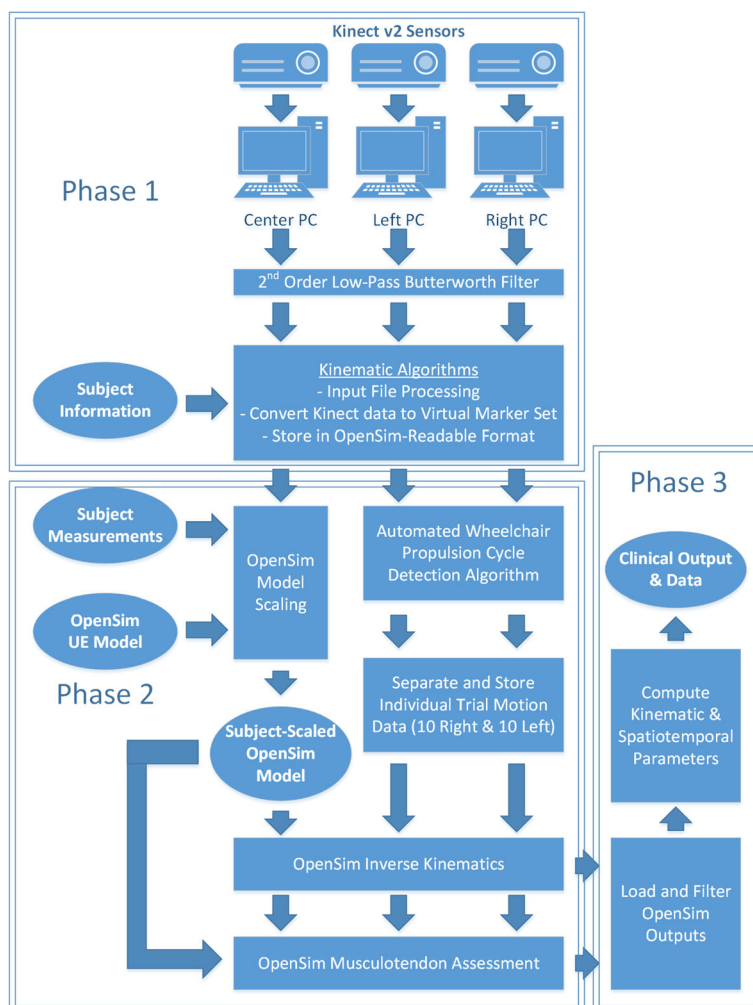 Kinect v2 Sensors
Phase 1
Center PC
Left PC
Right PC
2nd Order Low-Pass Butterworth Filter
Subject
Information
Kinematic Algorithms
- Input File Processing
- Convert Kinect data to Virtual Marker Set
- Store in OpenSim-Readable Format
Phase 2
Subject
Measurements
OpenSim
UE Model
OpenSim
Model
Scaling
Automated Wheelchair
Propulsion Cycle
Detection Algorithm
Subject-Scaled
OpenSim
Model
Separate and Store
Individual Trial Motion
Data (10 Right & 10 Left)
OpenSim Inverse Kinematics
OpenSim Musculotendon Assessment
Phase 3
Clinical Output
& Data
Compute
Kinematic &
Spatiotemporal
Parameters
Load and Filter
OpenSim
Outputs